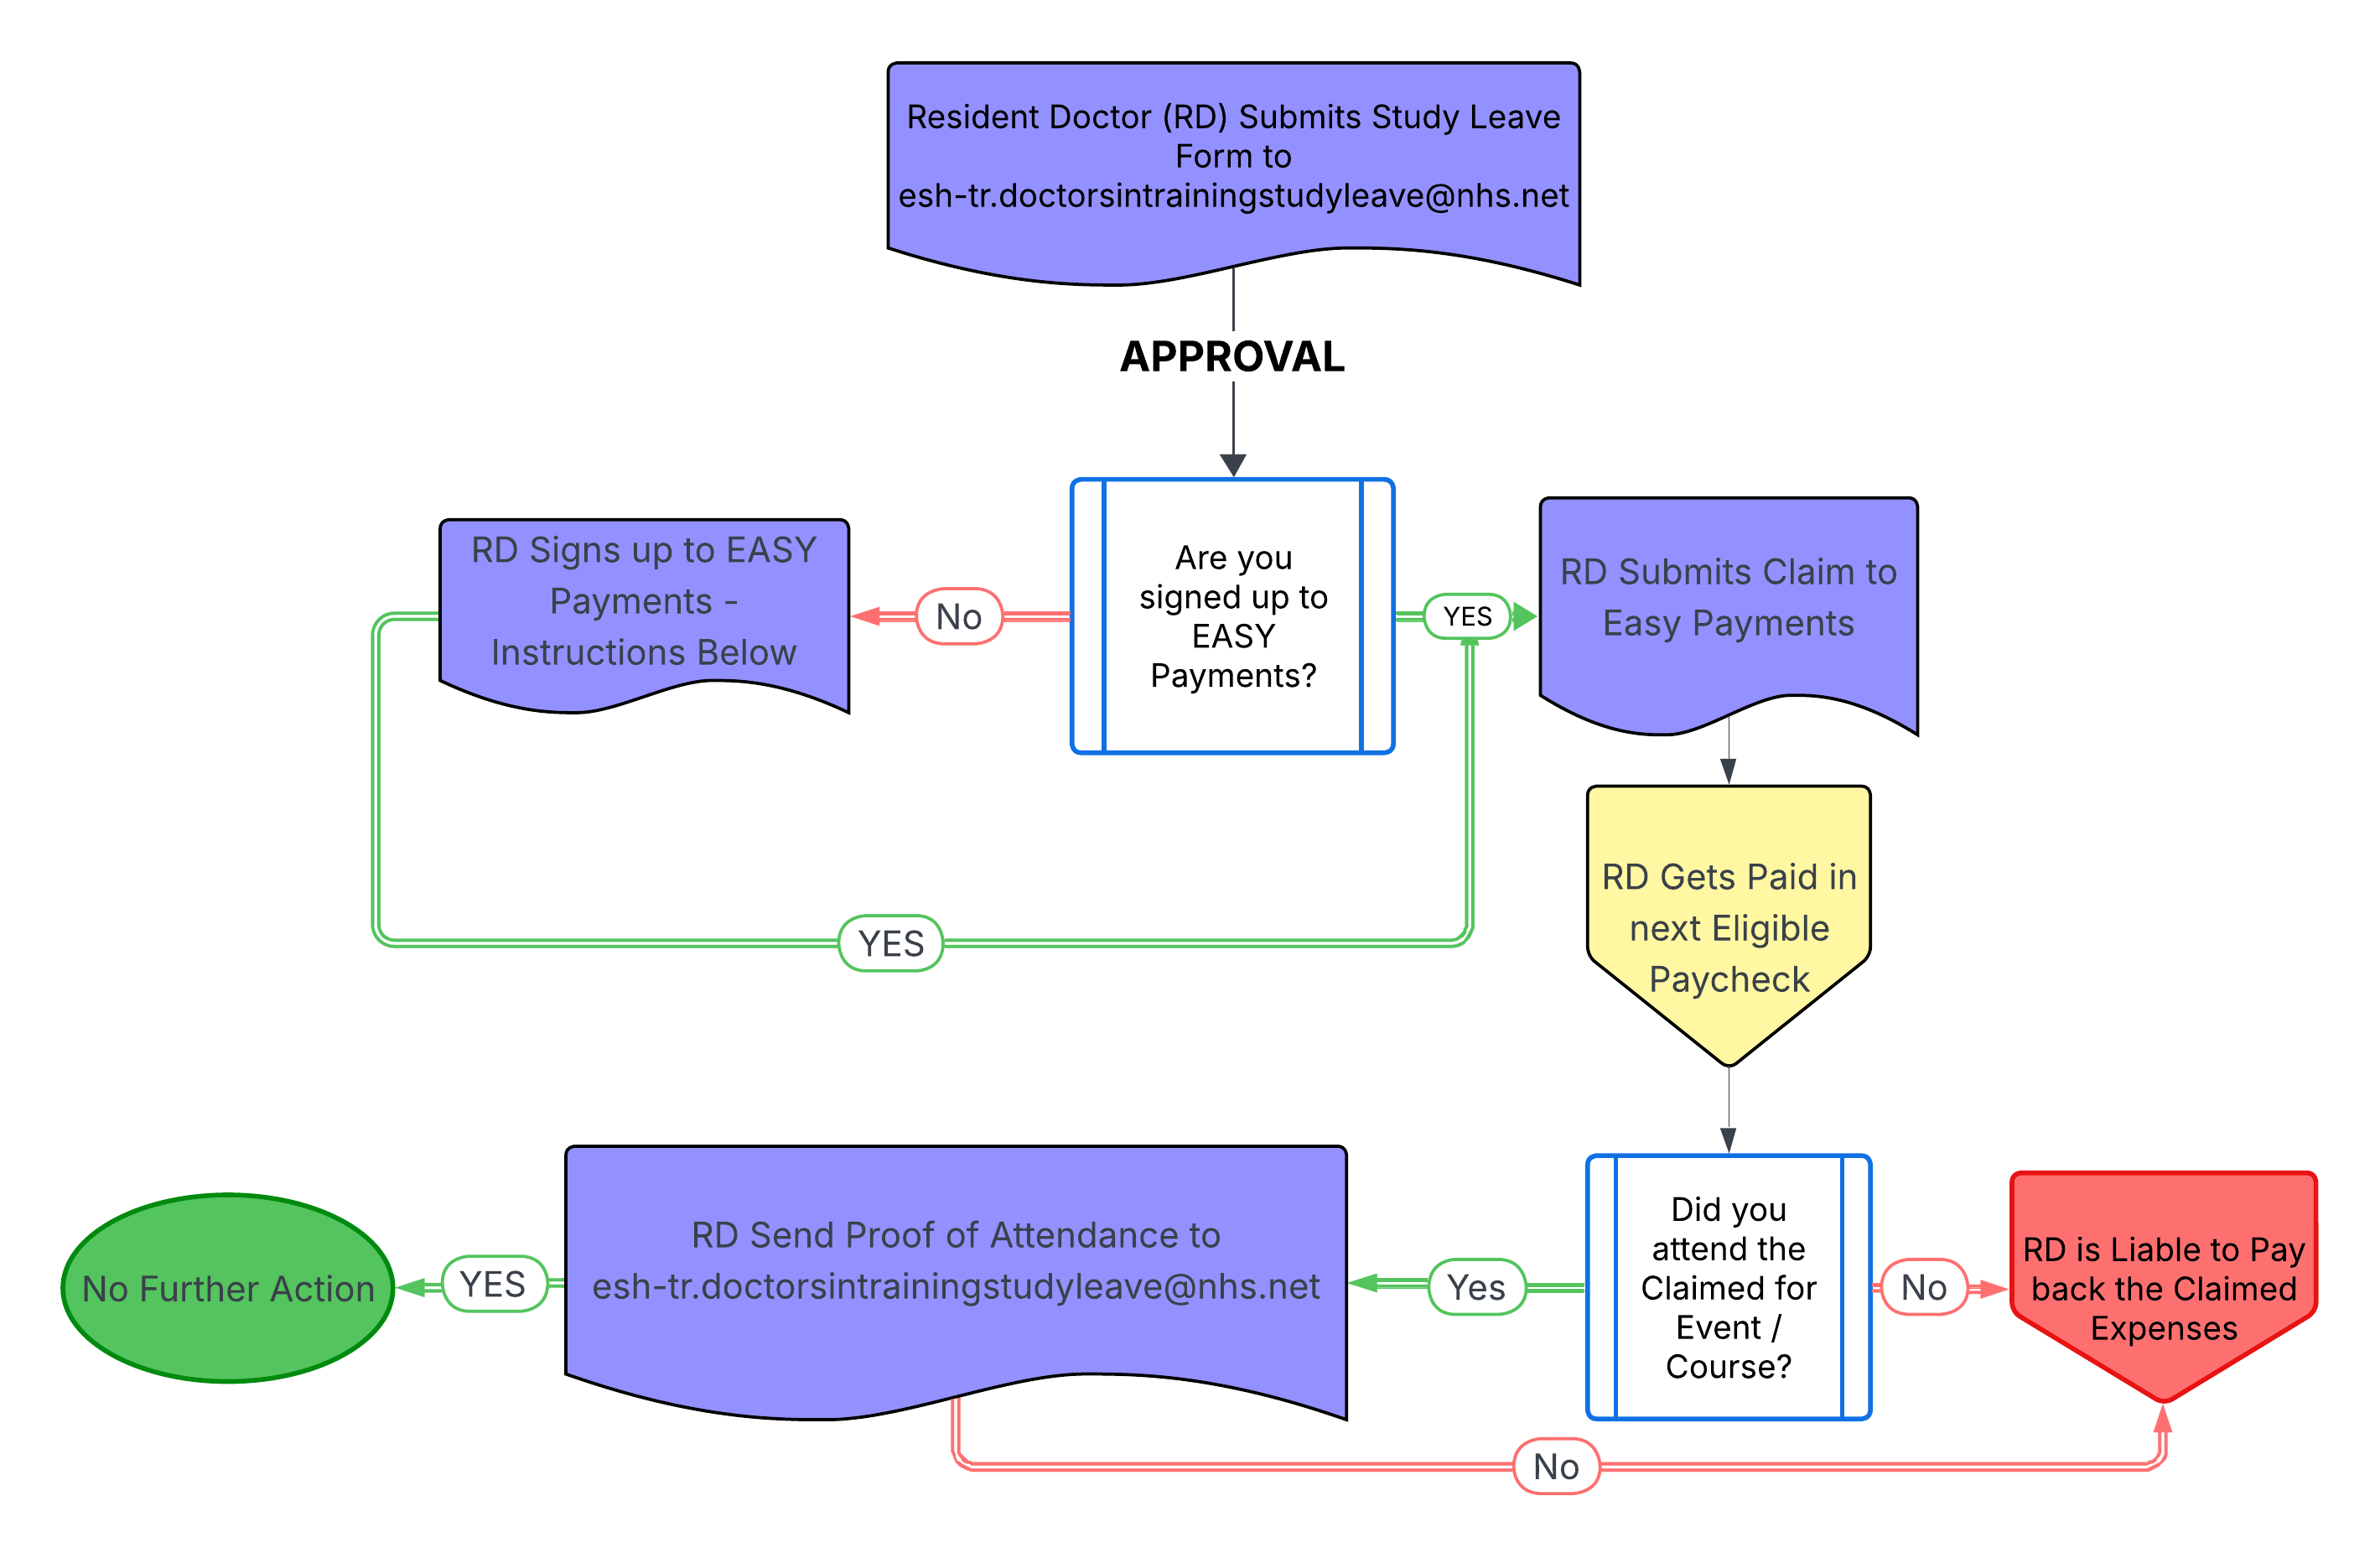 Resident Doctor (RD) Submits Study Leave
Form to
esh-tr.doctorsintrainingstudyleave@nhs.net
APPROVAL
Are you
signed up to
EASY
Payments?
No
RD Signs up to EASY
Payments -
Instructions Below
YES
YES
RD Submits Claim to
Easy Payments
RD Gets Paid in
next Eligible
Paycheck
Did you
attend the
Claimed for
Event /
Course?
No
RD is Liable to Pay
back the Claimed
Expenses
Yes
RD Send Proof of Attendance to
esh-tr.doctorsintrainingstudyleave@nhs.net
YES
No Further Action
No